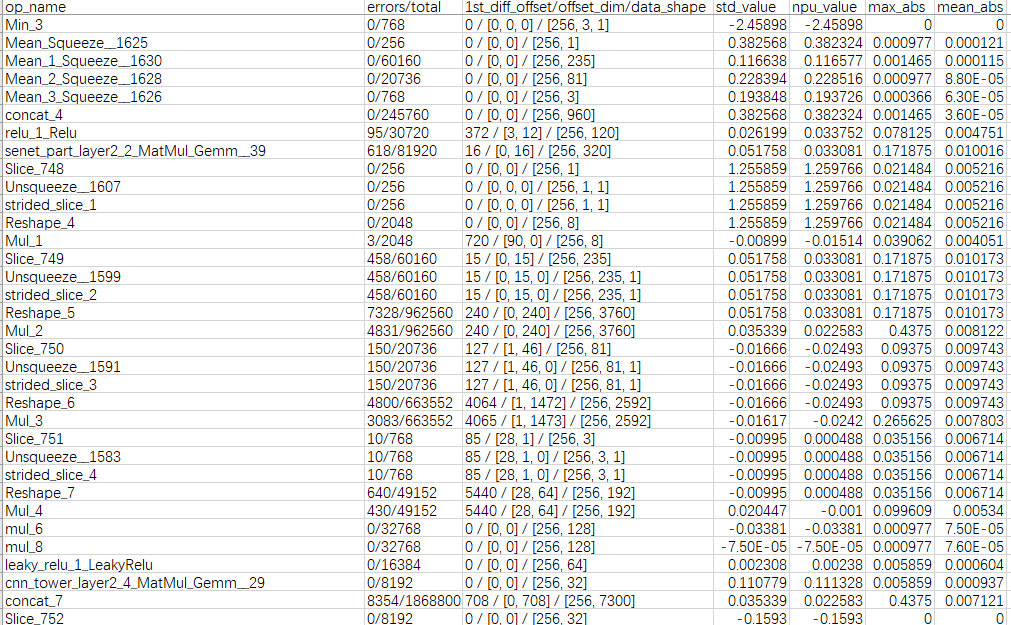 op_name errors/total 1st_diff_offset/offset_dim/data_shape std_value npu_value max_abs mean_abs
Min_3 0/768 0 / [0, 0, 0] / [256, 3, 1] -2.45898 -2.45898 0 0
Mean_Squeeze__1625 0/256 0 / [0, 0] / [256, 1] 0.382568 0.382324 0.000977 0.000121
Mean_1_Squeeze__1630 0/60160 0 / [0, 0] / [256, 235] 0.116638 0.116577 0.001465 0.000115
Mean_2_Squeeze__1628 0/20736 0 / [0, 0] / [256, 81] 0.228394 0.228516 0.000977 8.80E-05
Mean_3_Squeeze__1626 0/768 0 / [0, 0] / [256, 3] 0.193848 0.193726 0.000366 6.30E-05
concat_4 0/245760 0 / [0, 0] / [256, 960] 0.382568 0.382324 0.001465 3.60E-05
relu_1_Relu 95/30720 372 / [3, 12] / [256, 120] 0.026199 0.033752 0.078125 0.004751
senet_part_layer2_2_MatMul_Gemm__39 618/81920 16 / [0, 16] / [256, 320] 0.051758 0.033081 0.171875 0.010016
Slice_748 0/256 0 / [0, 0] / [256, 1] 1.255859 1.259766 0.021484 0.005216
Unsqueeze__1607 0/256 0 / [0, 0, 0] / [256, 1, 1] 1.255859 1.259766 0.021484 0.005216
strided_slice_1 0/256 0 / [0, 0, 0] / [256, 1, 1] 1.255859 1.259766 0.021484 0.005216
Reshape_4 0/2048 0 / [0, 0] / [256, 8] 1.255859 1.259766 0.021484 0.005216
Mul_1 3/2048 720 / [90, 0] / [256, 8] -0.00899 -0.01514 0.039062 0.004051
Slice_749 458/60160 15 / [0, 15] / [256, 235] 0.051758 0.033081 0.171875 0.010173
Unsqueeze__1599 458/60160 15 / [0, 15, 0] / [256, 235, 1] 0.051758 0.033081 0.171875 0.010173
strided_slice_2 458/60160 15 / [0, 15, 0] / [256, 235, 1] 0.051758 0.033081 0.171875 0.010173
Reshape_5 7328/962560 240 / [0, 240] / [256, 3760] 0.051758 0.033081 0.171875 0.010173
Mul_2 4831/962560 240 / [0, 240] / [256, 3760] 0.035339 0.022583 0.4375 0.008122
Slice_750 150/20736 127 / [1, 46] / [256, 81] -0.01666 -0.02493 0.09375 0.009743
Unsqueeze__1591 150/20736 127 / [1, 46, 0] / [256, 81, 1] -0.01666 -0.02493 0.09375 0.009743
strided_slice_3 150/20736 127 / [1, 46, 0] / [256, 81, 1] -0.01666 -0.02493 0.09375 0.009743
Reshape_6 4800/663552 4064 / [1, 1472] / [256, 2592] -0.01666 -0.02493 0.09375 0.009743
Mul_3 3083/663552 4065 / [1, 1473] / [256, 2592] -0.01617 -0.0242 0.265625 0.007803
Slice_751 10/768 85 / [28, 1] / [256, 3] -0.00995 0.000488 0.035156 0.006714
Unsqueeze__1583 10/768 85 / [28, 1, 0] / [256, 3, 1] -0.00995 0.000488 0.035156 0.006714
strided_slice_4 10/768 85 / [28, 1, 0] / [256, 3, 1] -0.00995 0.000488 0.035156 0.006714
Reshape_7 640/49152 5440 / [28, 64] / [256, 192] -0.00995 0.000488 0.035156 0.006714
Mul_4 430/49152 5440 / [28, 64] / [256, 192] 0.020447 -0.001 0.099609 0.00534
mul_6 0/32768 0 / [0, 0] / [256, 128] -0.03381 -0.03381 0.000977 7.50E-05
mul_8 0/32768 0 / [0, 0] / [256, 128] -7.50E-05 -7.50E-05 0.000977 7.60E-05
leaky_relu_1_LeakyRelu 0/16384 0 / [0, 0] / [256, 64] 0.002308 0.00238 0.005859 0.000604
cnn_tower_layer2_4_MatMul_Gemm__29 0/8192 0 / [0, 0] / [256, 32] 0.110779 0.111328 0.005859 0.000937
concat_7 8354/1868800 708 / [0, 708] / [256, 7300] 0.035339 0.022583 0.4375 0.007121
Slice_752 0/8192 0 / [0, 0] / [256, 32] -0.1593 -0.1593 0 0